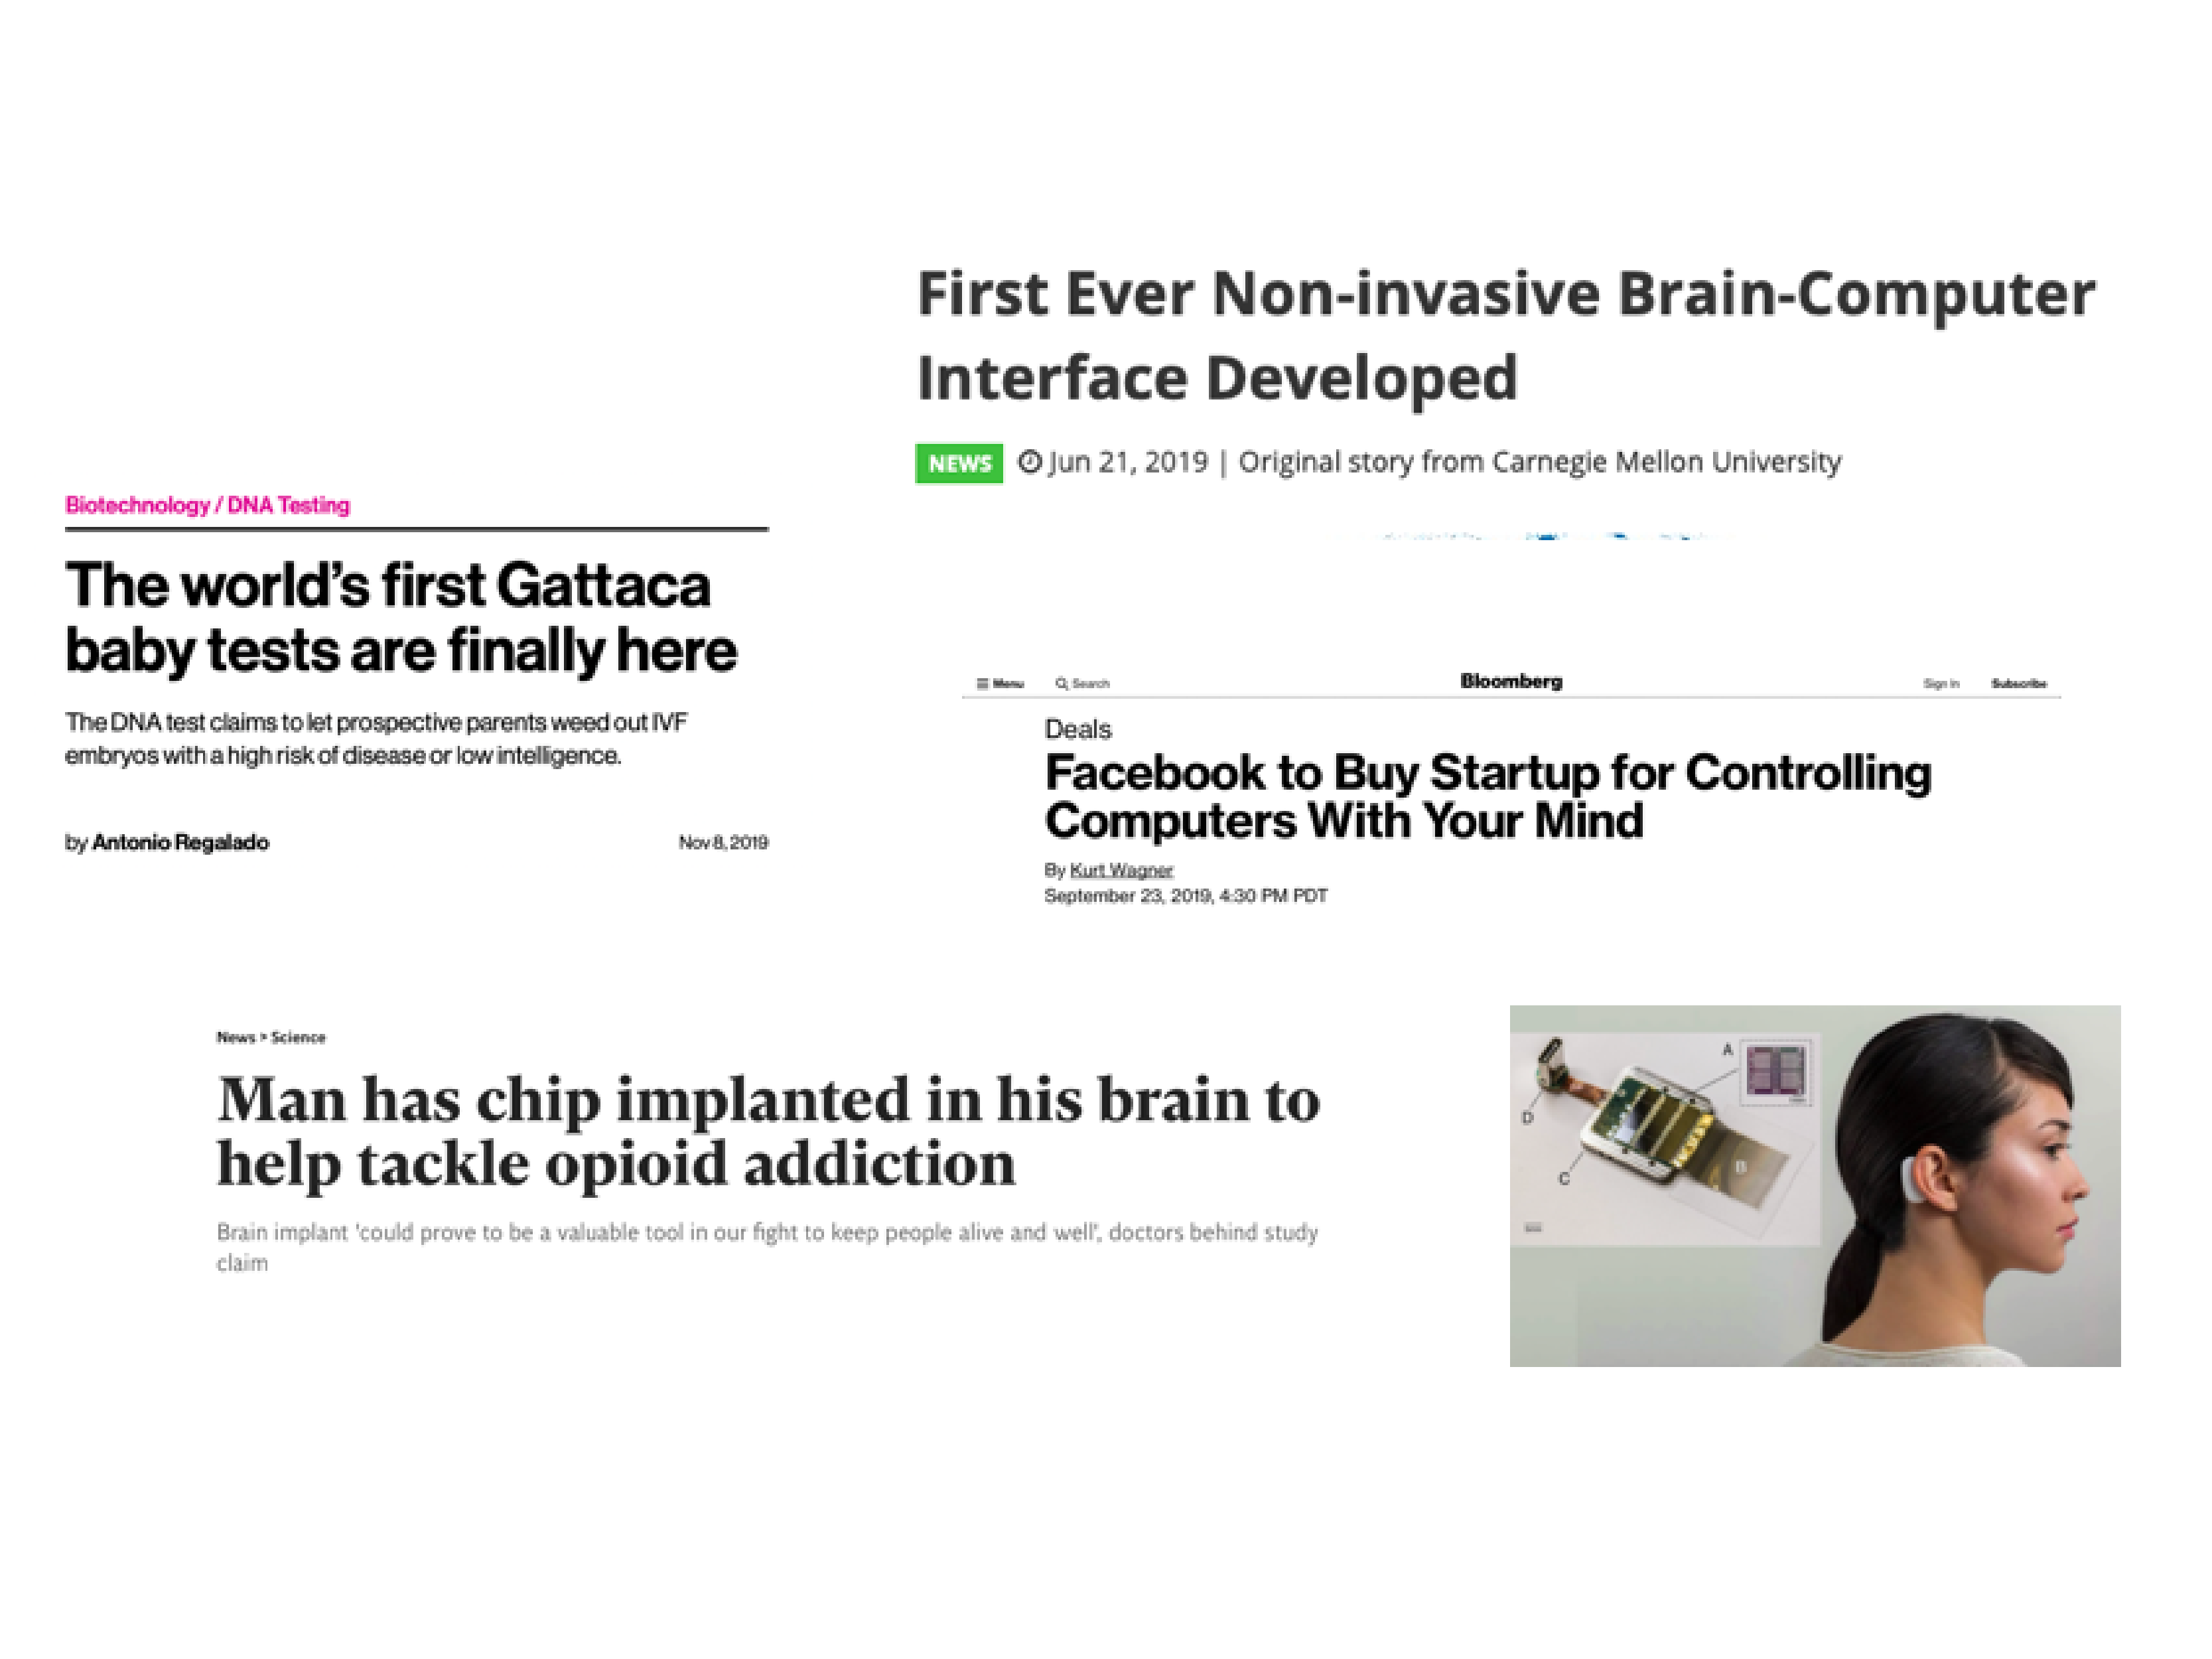 First Ever Non-invasive Brain-Computer
Interface Developed
NEWS Jun 21, 2019 | Original story from Carnegie Mellon University
Biotechnology / DNA Testing
The world's first Gattaca
baby tests are finally here
The DNA test claims to let prospective parents weed out IVF
embryos with a high risk of disease or low intelligence.
by Antonio Regalado Nov 8, 2019
Menu Search Bloomberg Sign In Subscribe
Deals
Facebook to Buy Startup for Controlling
Computers With Your Mind
By Kurt Wagner
September 23, 2019, 4:30 PM PDT
News > Science
Man has chip implanted in his brain to
help tackle opioid addiction
Brain implant 'could prove to be a valuable tool in our fight to keep people alive and well', doctors behind study
claim
A
D
B
C